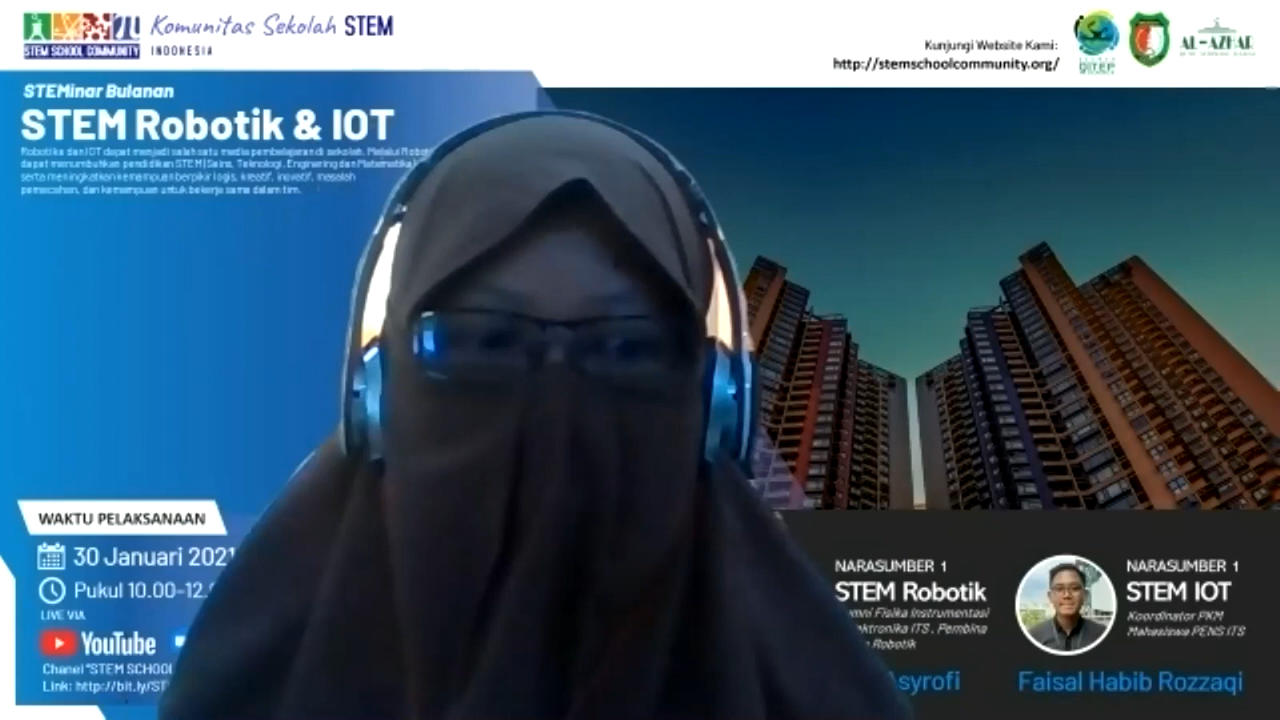 STEM SCHOOL COMMUNITY
Komunitas Sekolah STEM
INDONESIA
Kunjungi Website Kami:
http://stemschoolcommunity.org/
AL-AZHAR
STEMinar Bulanan
STEM Robotik & IOT
Robotika dan IOT dapat menjadi salah satu media pembelajaran di sekolah. Melalui Robot
dapat menumbuhkan pendidikan STEM (Sains, Teknologi, Enginering dan Matematika)
serta meningkatkan kemampuan berpikir logis, kreatif, inovatif, masalah
pemecahan, dan kemampuan untuk bekerja sama dalam tim.
WAKTU PELAKSANAAN
30 Januari 2021
Pukul 10.00-12.
LIVE VIA
YouTube
Chanel "STEM SCHOOL
Link: http://bit.ly/ST
NARASUMBER 1
STEM Robotik
mni Fisika Instrumentasi
ktronika ITS , Pembina
Robotik
Asyrofi
NARASUMBER 1
STEM IOT
Koordinator PKM
Mahasiswa PENS ITS
Faisal Habib Rozzaqi